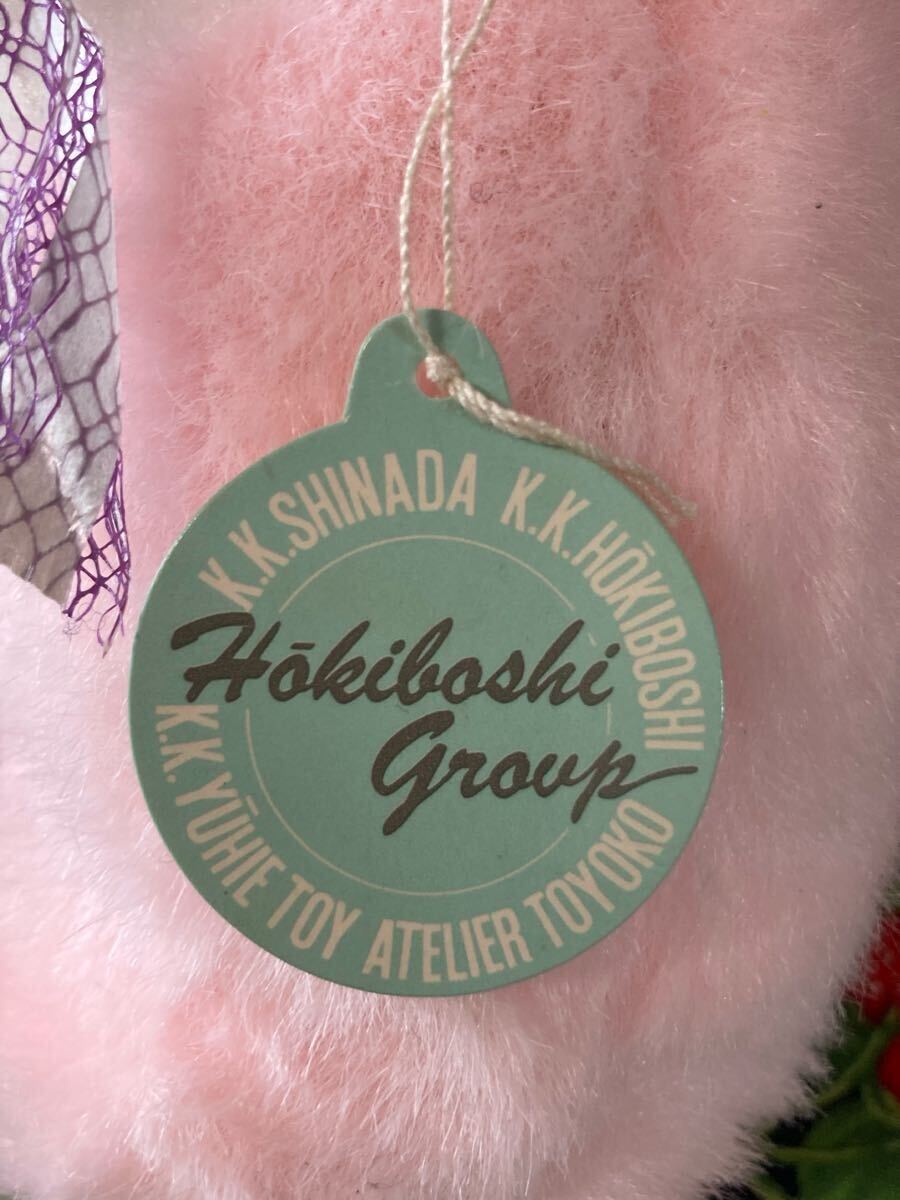 K.K.SHINADA K.K.HŌKIBOSHI
Hōkiboshi
Group
K.K.YŪHIE TOY ATELIER TOYOKO